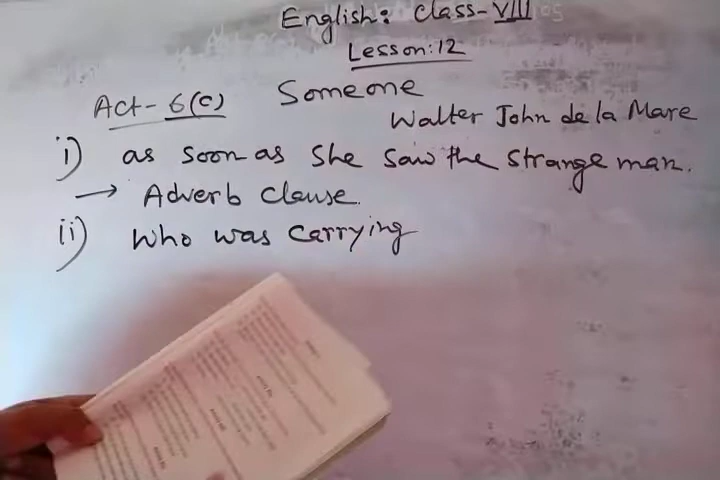 English: Class-VIII
Lesson:12
Someone
Act- 6(c)
Walter John de la Mare
i) as soon as She Saw the Strange man.
→ Adverb Clause.
ii) Who was Carrying